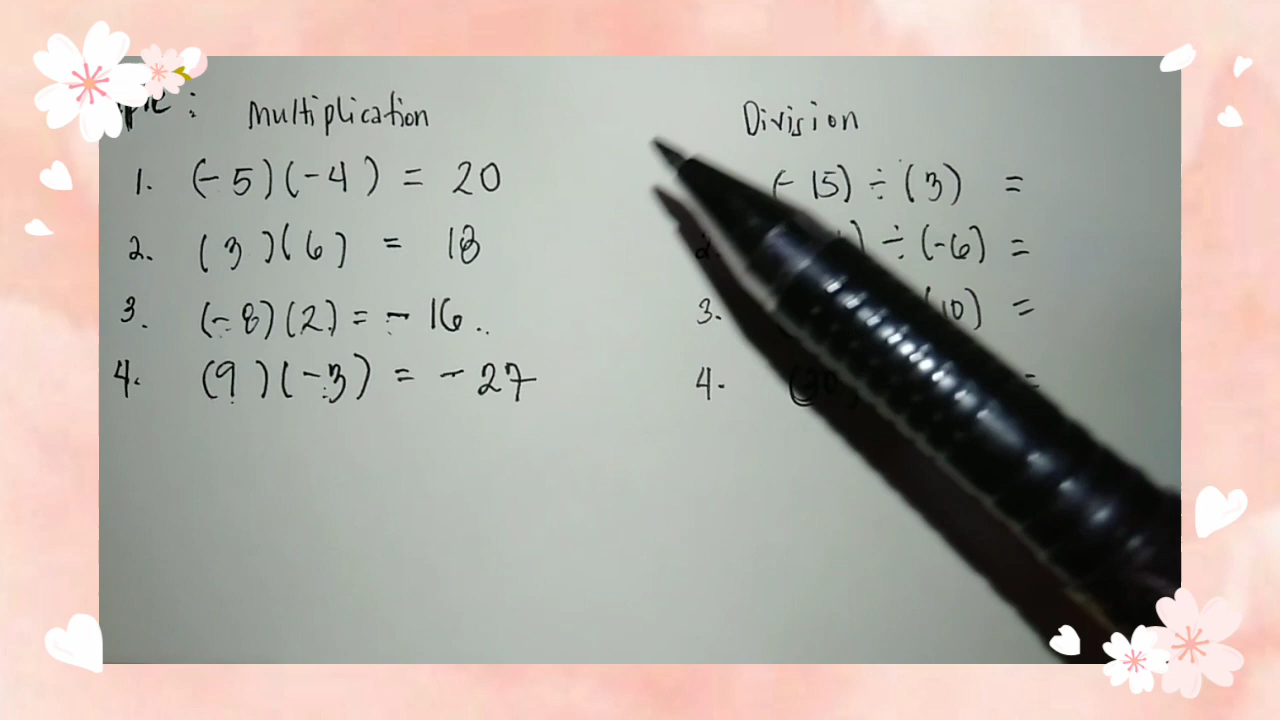 : Multiplication
1. (-5)(-4) = 20
2. (3)(6) = 18
3. (-8)(2) = -16..
4. (9)(-3) = -27
Division
(-15) ÷ (3) =
) ÷ (-6) =
3. (10) =
4. (30 =